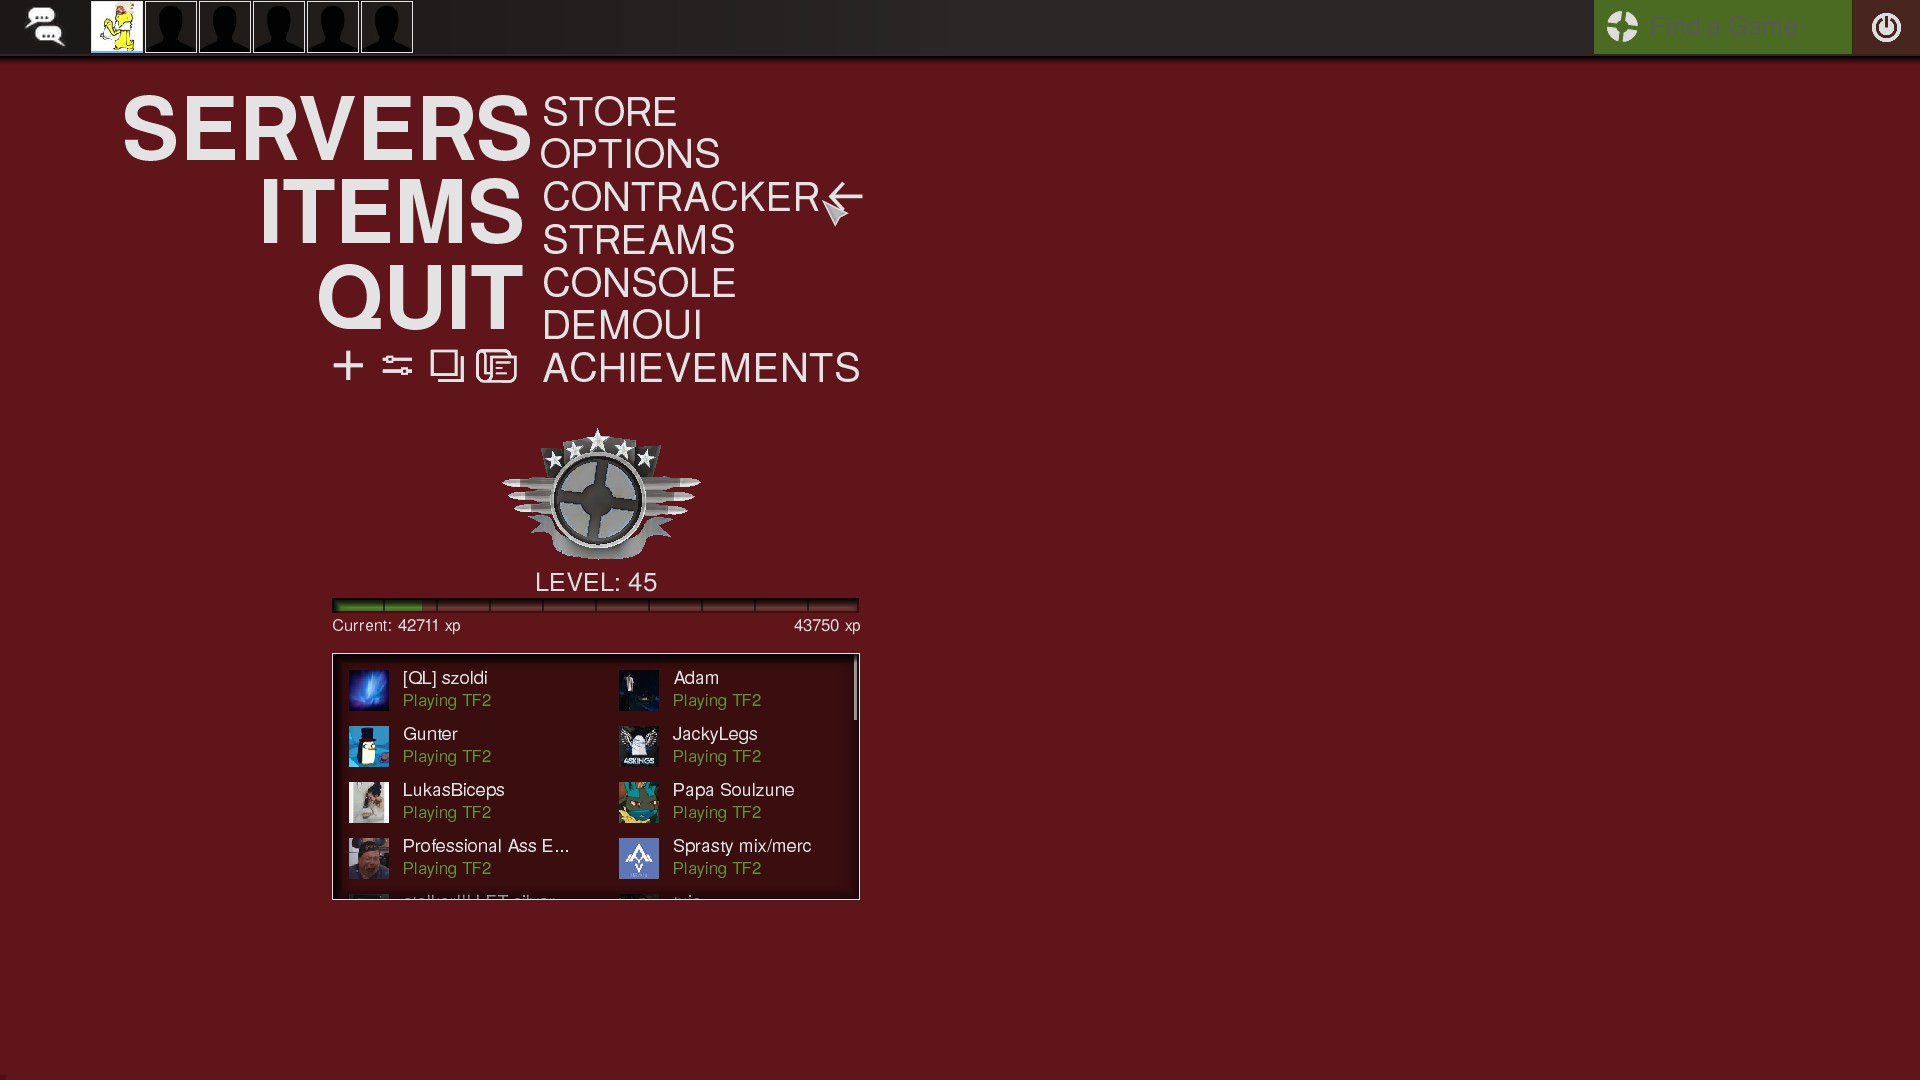 Find a Game
SERVERS
ITEMS
QUIT
STORE
OPTIONS
CONTRACKER
STREAMS
CONSOLE
DEMOUI
ACHIEVEMENTS
LEVEL: 45
Current: 42711 xp
43750 xp
[QL] szoldi
Playing TF2
Adam
Playing TF2
Gunter
Playing TF2
JackyLegs
Playing TF2
LukasBiceps
Playing TF2
Papa Soulzune
Playing TF2
Professional Ass E...
Playing TF2
Sprasty mix/merc
Playing TF2